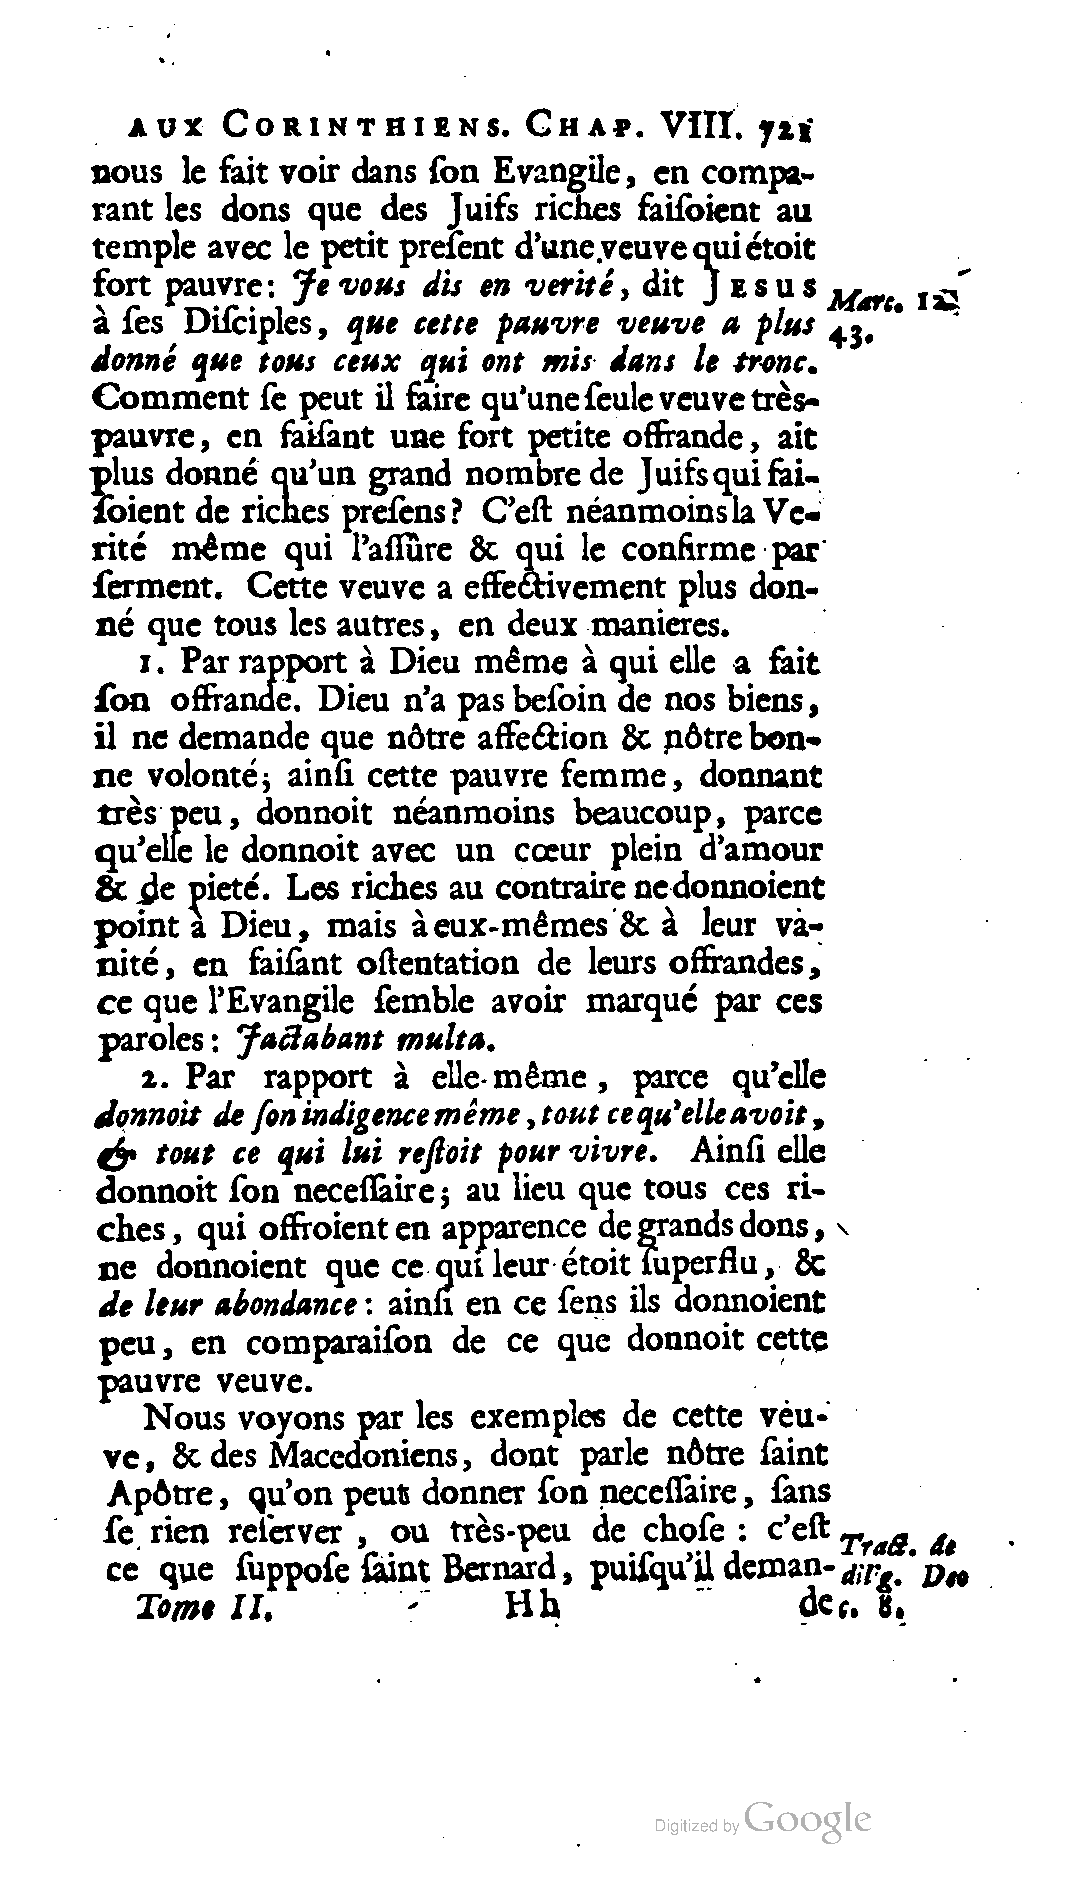 AUX CORINTHIENS. CHAP. VIII. 721
nous le fait voir dans ſon Evangile, en compa-
rant les dons que des Juifs riches faiſoient au
temple avec le petit preſent d'une veuve qui étoit
fort pauvre: Je vous dis en verité, dit JESUS
à ſes Diſciples, que cette pauvre veuve a plus
donné que tous ceux qui ont mis dans le tronc.
Marc. 12
43.
Comment ſe peut il faire qu'une ſeule veuve très-
pauvre, en faiſant une fort petite offrande, ait
plus donné qu'un grand nombre de Juifs qui fai-
ſoient de riches preſens? C'eſt néanmoins la Ve-
rité même qui l'aſſûre & qui le confirme par
ſerment. Cette veuve a effectivement plus don-
né que tous les autres, en deux manieres.
1. Par rapport à Dieu même à qui elle a fait
ſon offrande. Dieu n'a pas beſoin de nos biens,
il ne demande que nôtre affection & nôtre bon-
ne volonté; ainſi cette pauvre femme, donnant
très peu, donnoit néanmoins beaucoup, parce
qu'elle le donnoit avec un cœur plein d'amour
& de pieté. Les riches au contraire ne donnoient
point à Dieu, mais à eux-mêmes & à leur va-
nité, en faiſant oſtentation de leurs offrandes,
ce que l'Evangile ſemble avoir marqué par ces
paroles: Jactabant multa.
2. Par rapport à elle-même, parce qu'elle
donnoit de ſon indigence même, tout ce qu'elle avoit,
& tout ce qui lui reſtoit pour vivre. Ainſi elle
donnoit ſon neceſſaire; au lieu que tous ces ri-
ches, qui offroient en apparence de grands dons,
ne donnoient que ce qui leur étoit ſuperflu, &
de leur abondance: ainſi en ce ſens ils donnoient
peu, en comparaiſon de ce que donnoit cette
pauvre veuve.
Nous voyons par les exemples de cette veu-
ve, & des Macedoniens, dont parle nôtre ſaint
Apôtre, qu'on peut donner ſon neceſſaire, ſans
ſe rien reſerver, ou très-peu de choſe: c'eſt
ce que ſuppoſe ſaint Bernard, puiſqu'il deman-
Tract. de
dilig. Deo
c. 8.
Tome II. Hh de
Digitized by Google